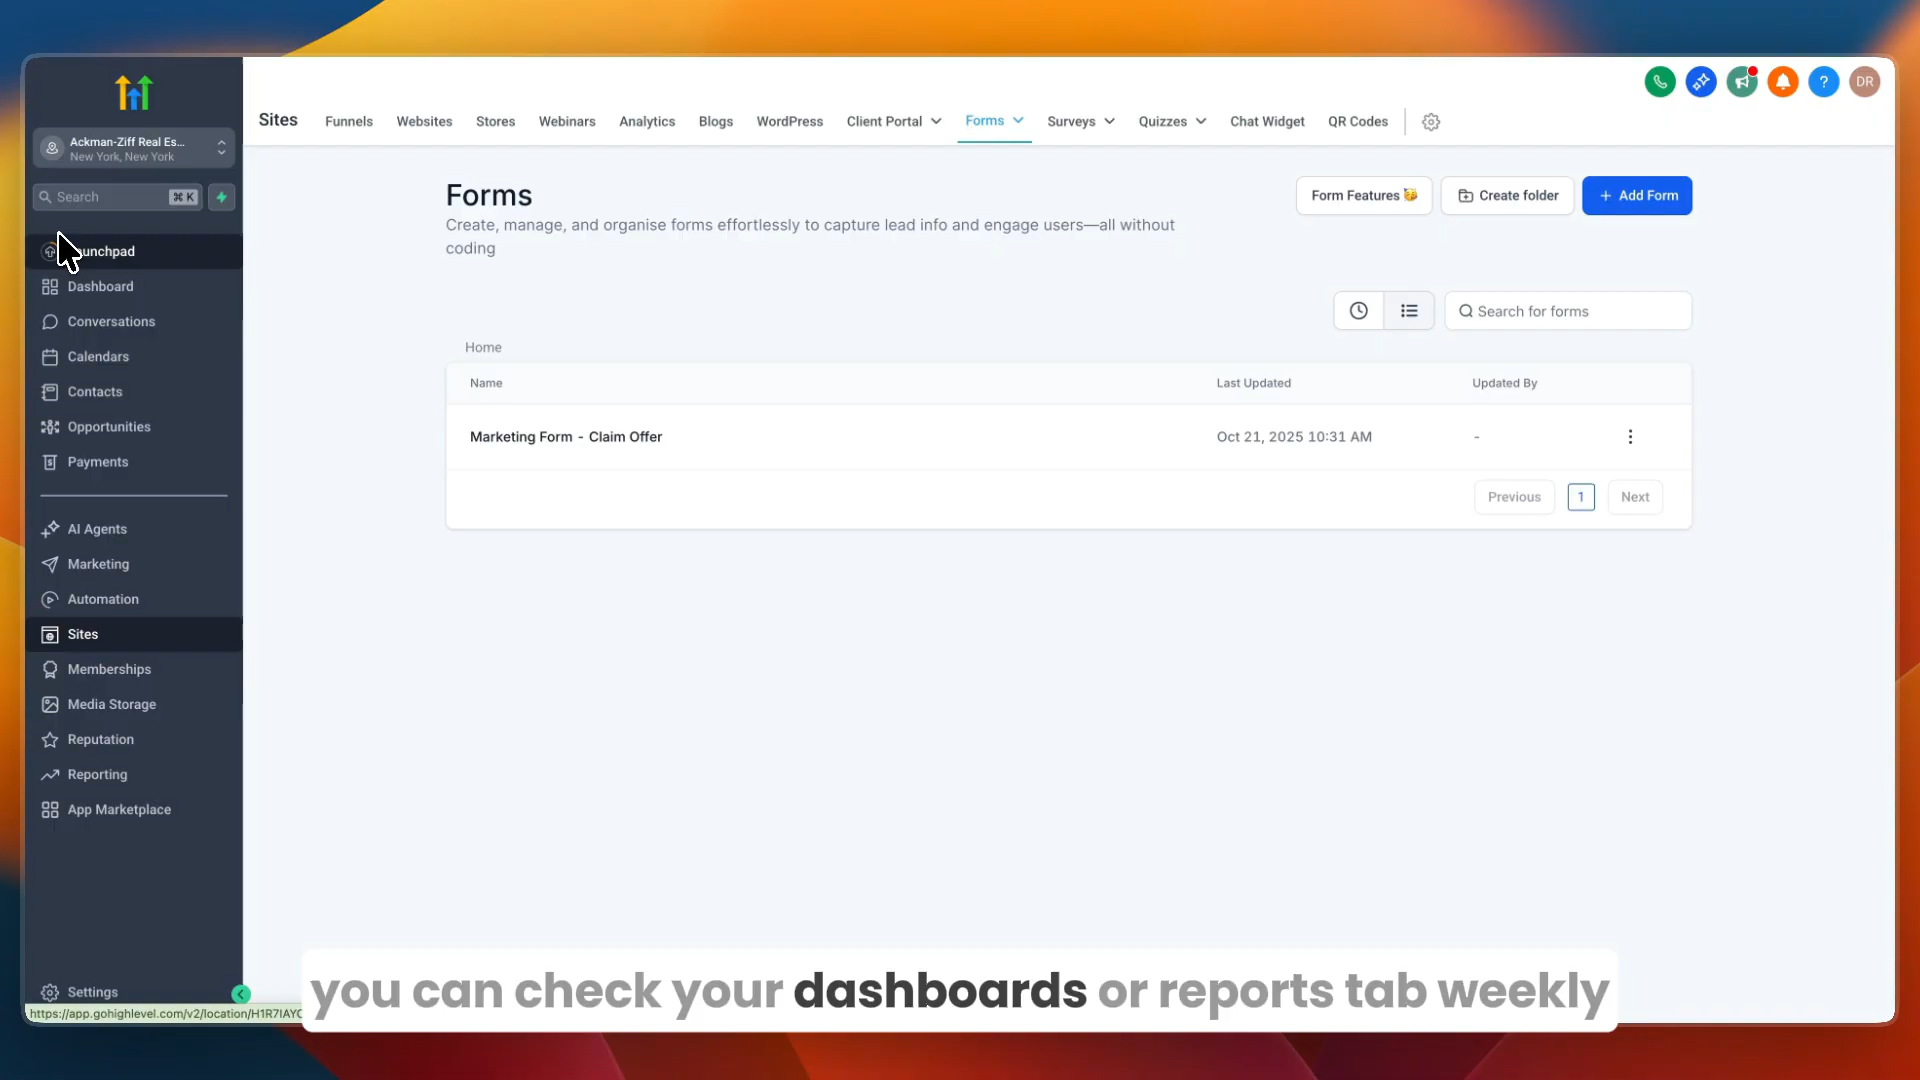 Ackman-Ziff Real Es...
New York, New York
Search
⌘ K
unchpad
Dashboard
Conversations
Calendars
Contacts
Opportunities
Payments
AI Agents
Marketing
Automation
Sites
Memberships
Media Storage
Reputation
Reporting
App Marketplace
Settings
https://app.gohighlevel.com/v2/location/H1R7IAY
Sites
Funnels
Websites
Stores
Webinars
Analytics
Blogs
WordPress
Client Portal
Forms
Surveys
Quizzes
Chat Widget
QR Codes
?
DR
Forms
Create, manage, and organise forms effortlessly to capture lead info and engage users—all without
coding
Form Features 🥳
Create folder
+ Add Form
Search for forms
Home
Name
Last Updated
Updated By
Marketing Form - Claim Offer
Oct 21, 2025 10:31 AM
-
Previous
1
Next
you can check your dashboards or reports tab weekly